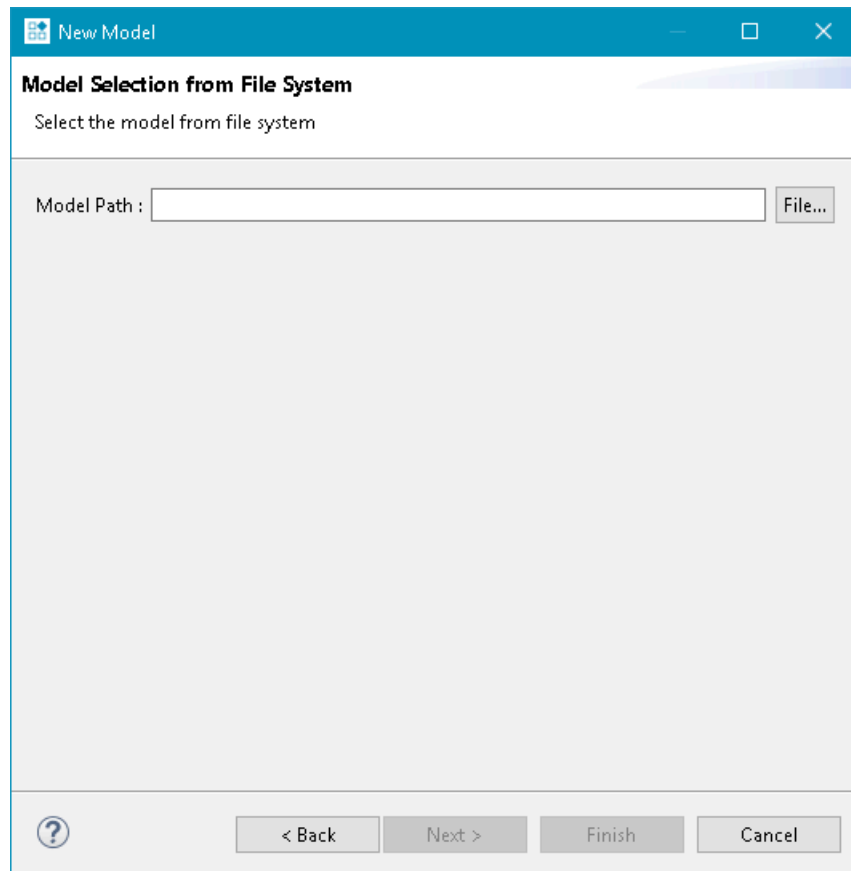 New Model
Model Selection from File System
Select the model from file system
Model Path : File...
? < Back Next > Finish Cancel